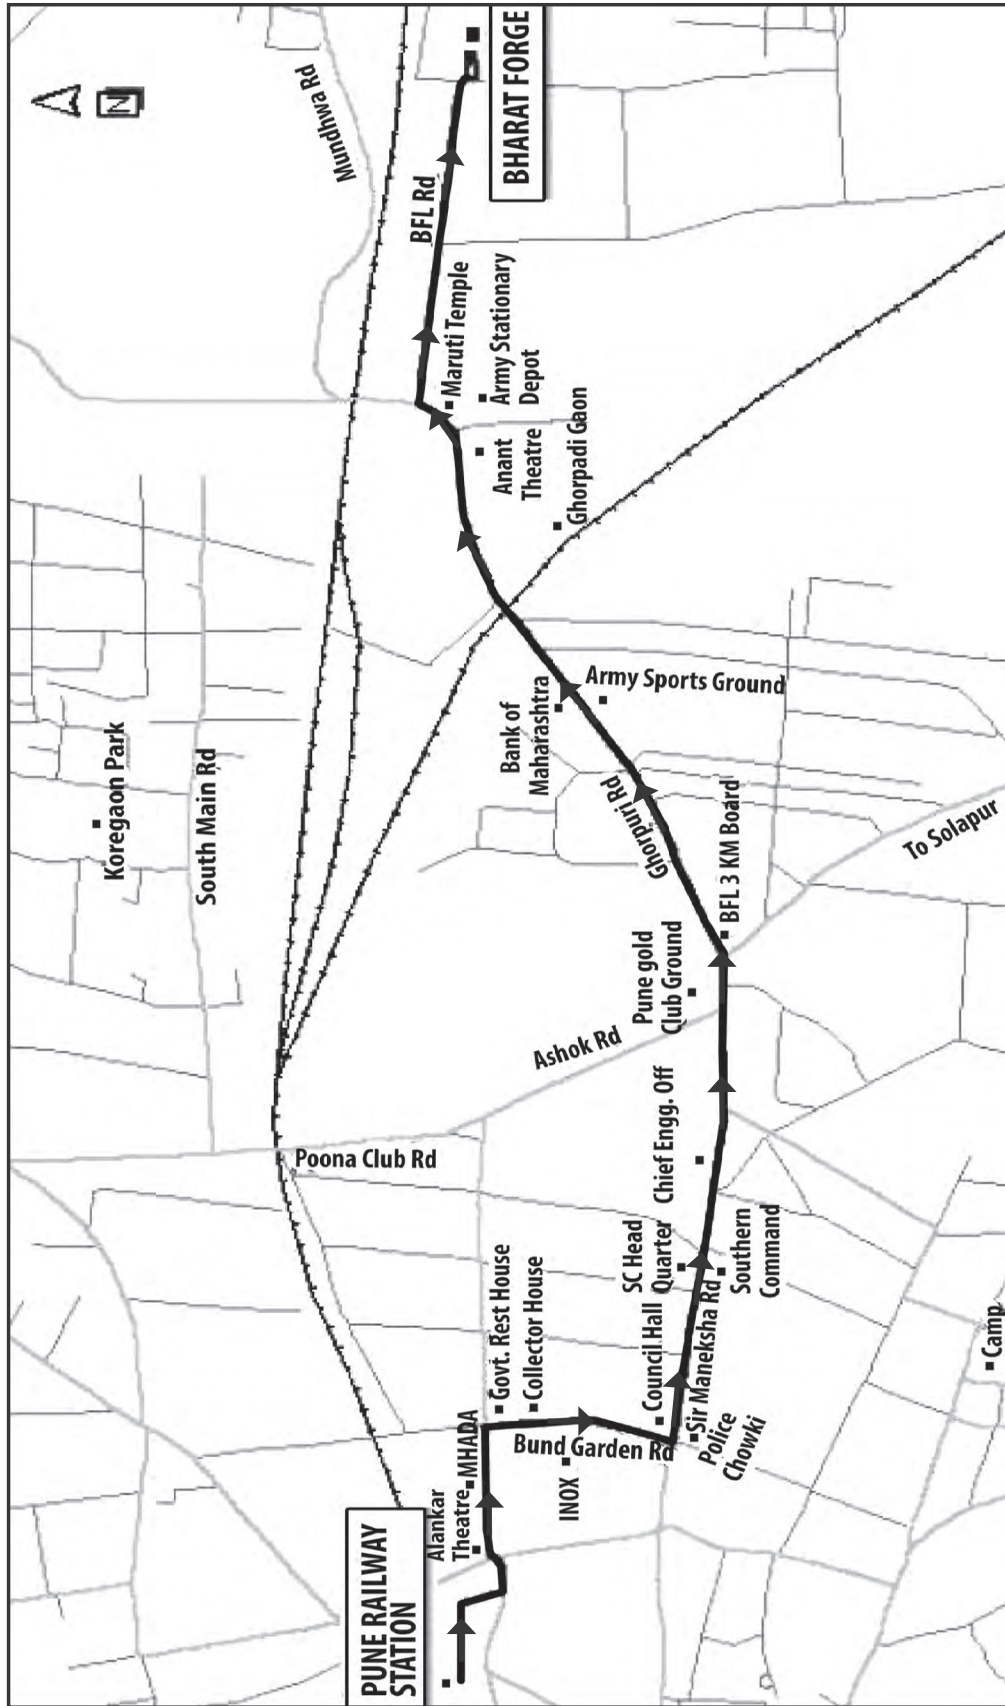 N
Mundhwa Rd
BHARAT FORGE
BFL Rd
Maruti Temple
Army Stationary
Depot
Anant
Theatre
Ghorpadi Gaon
Koregaon Park
South Main Rd
Bank of
Maharashtra
Army Sports Ground
Ghorpuri Rd
BFL 3 KM Board
To Solapur
Pune gold
Club Ground
Ashok Rd
Chief Engg. Off
Poona Club Rd
SC Head
Quarter
Southern
Command
Govt. Rest House
Collector House
Council Hall
Sir Maneksha Rd
Police
Chowki
Camp
Bund Garden Rd
INOX
MHADA
Alankar
Theatre
PUNE RAILWAY
STATION